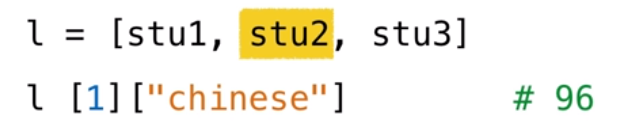 l = [stu1, stu2, stu3]
l [1]["chinese"] # 96